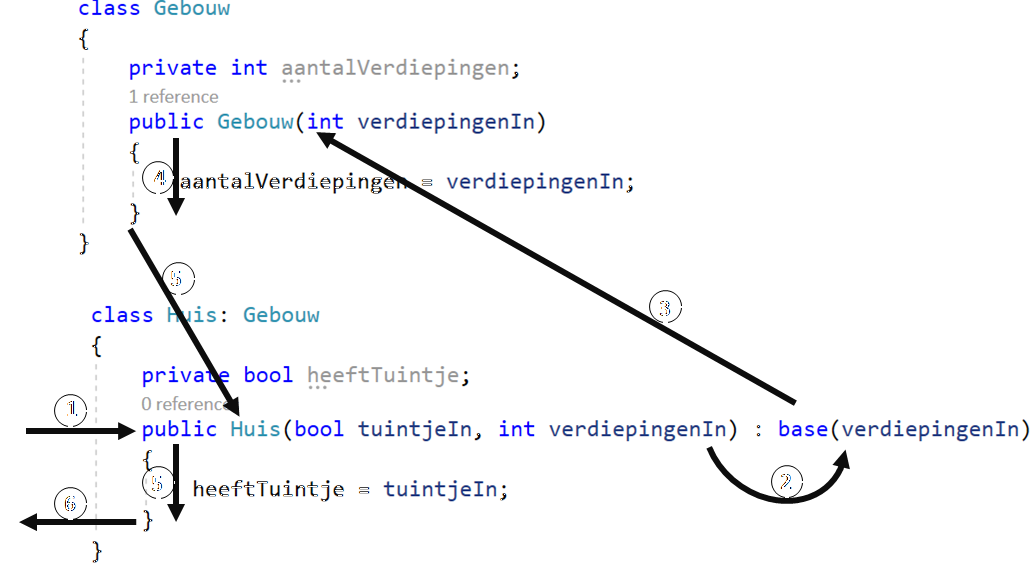 class Gebouw
{
private int aantalVerdiepingen;
1 reference
public Gebouw(int verdiepingenIn)
{
4
aantalVerdiepingen = verdiepingenIn;
}
}
5
3
class Huis: Gebouw
{
private bool heeftTuintje;
0 reference
1
public Huis(bool tuintjeIn, int verdiepingenIn) : base(verdiepingenIn)
{
5
heeftTuintje = tuintjeIn;
2
6
}
}